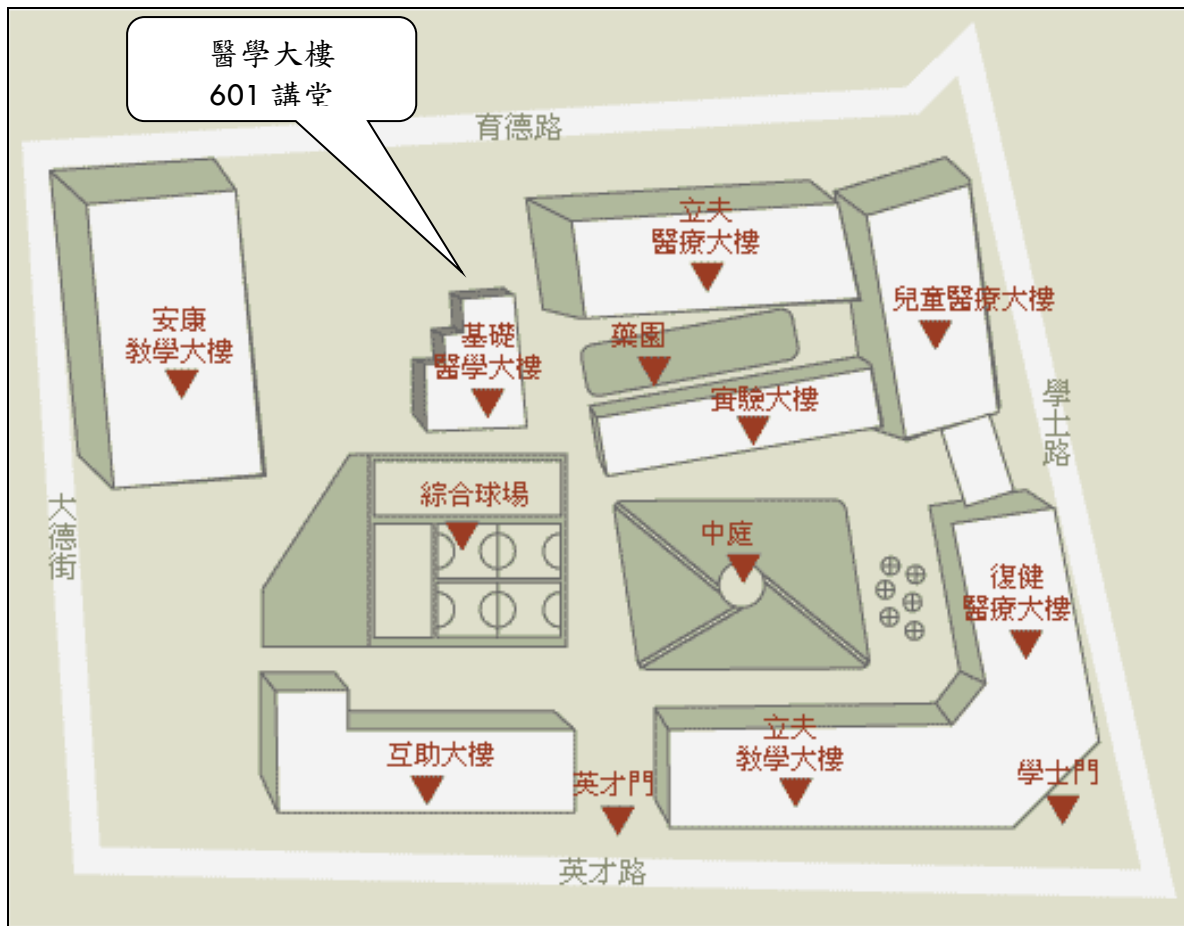 醫學大樓
601 講堂
育德路
立夫
醫療大樓
兒童醫療大樓
安康
教學大樓
基礎
醫學大樓
藥園
實驗大樓
學士路
大德街
綜合球場
中庭
復健
醫療大樓
互助大樓
英才門
立夫
教學大樓
學士門
英才路